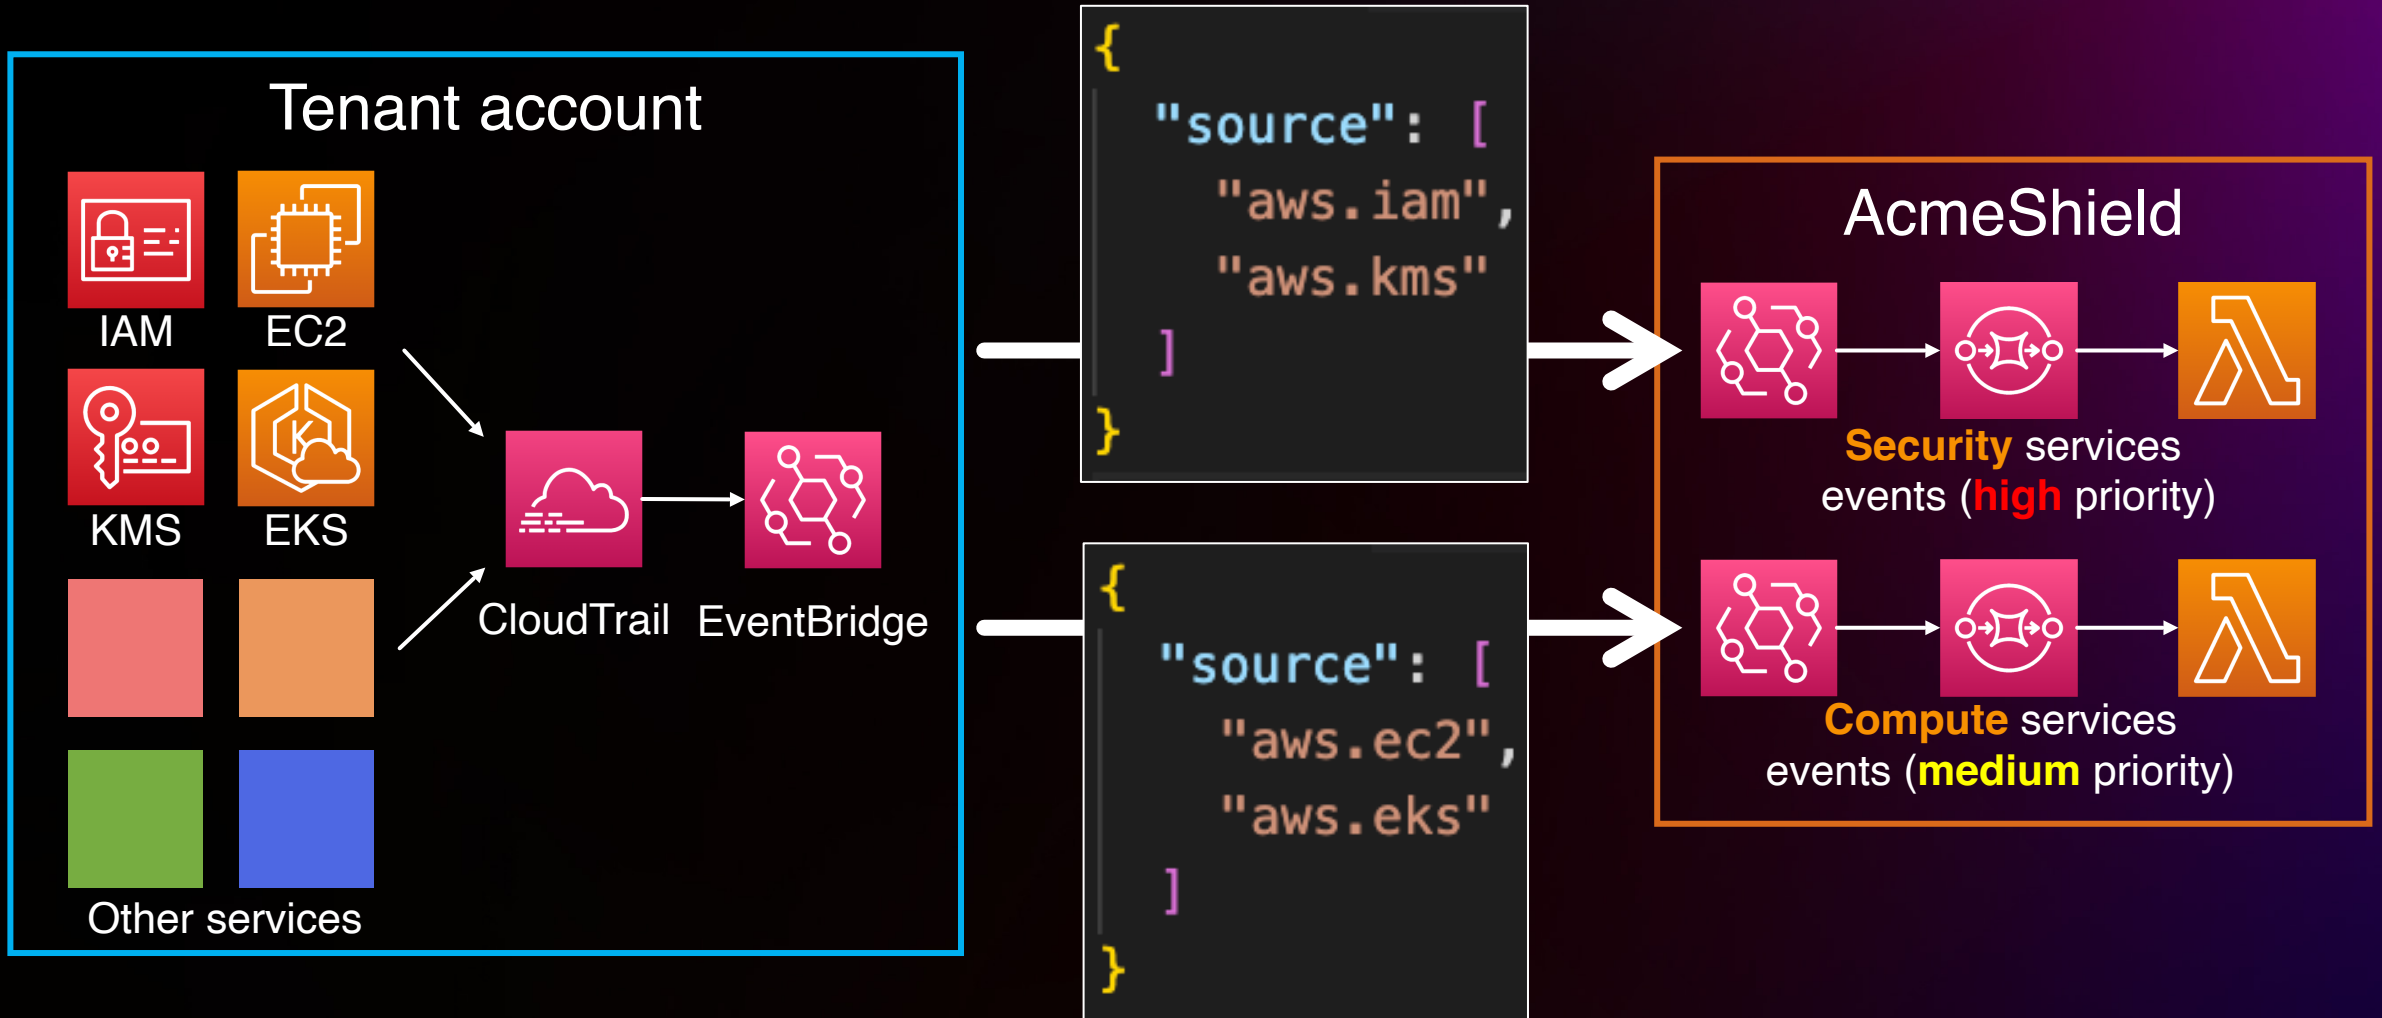 Tenant account
IAM
EC2
KMS
EKS
Other services
CloudTrail
EventBridge
{
"source": [
"aws.iam",
"aws.kms"
]
}
{
"source": [
"aws.ec2",
"aws.eks"
]
}
AcmeShield
Security services
events (high priority)
Compute services
events (medium priority)